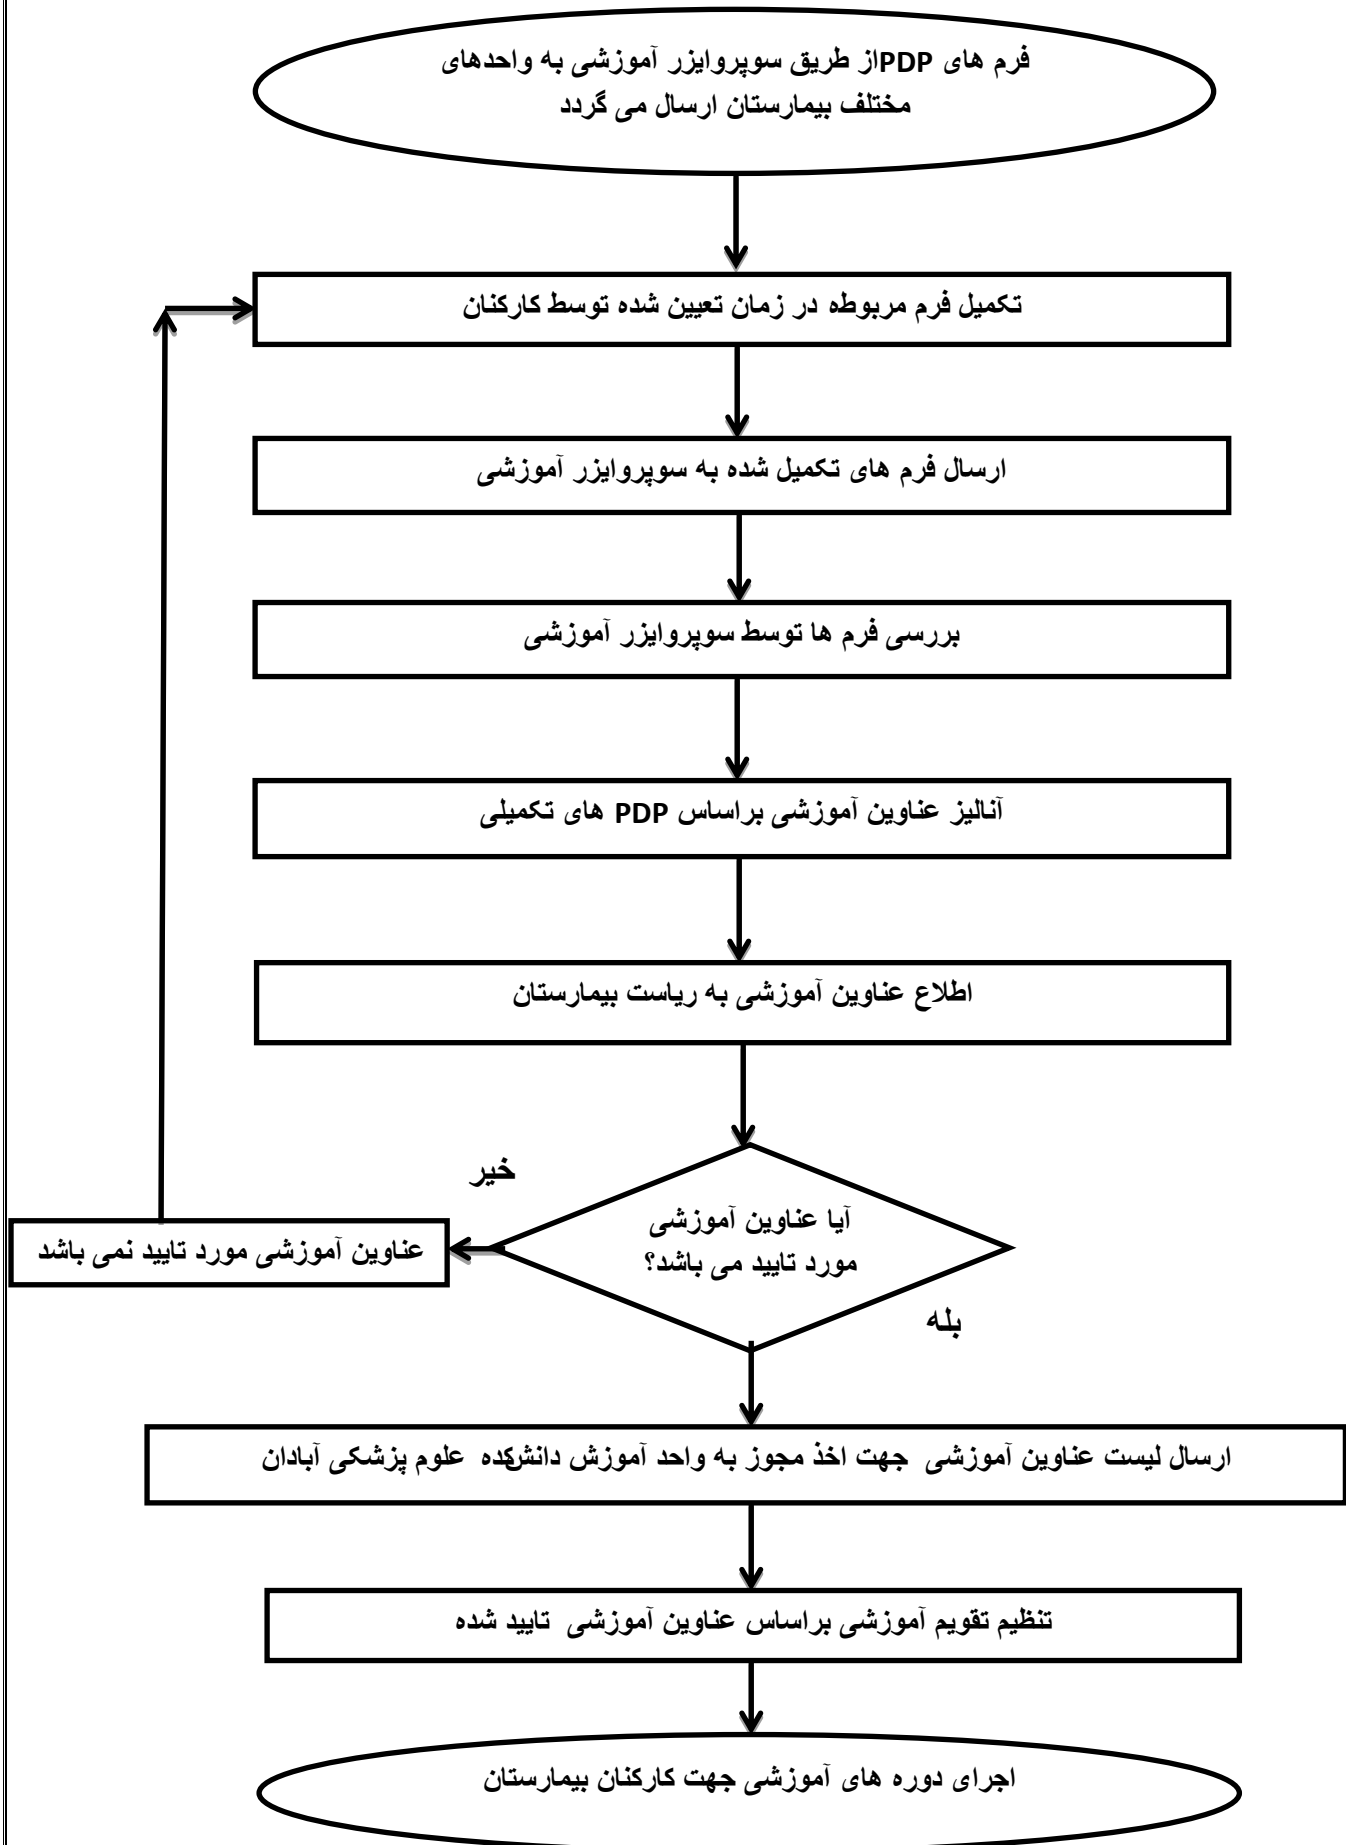 فرم های PDPاز طریق سوپروایزر آموزشی به واحدهای
مختلف بیمارستان ارسال می گردد
تکمیل فرم مربوطه در زمان تعیین شده توسط کارکنان
ارسال فرم های تکمیل شده به سوپروایزر آموزشی
بررسی فرم ها توسط سوپروایزر آموزشی
آنالیز عناوین آموزشی براساس PDP های تکمیلی
اطلاع عناوین آموزشی به ریاست بیمارستان
خیر
آیا عناوین آموزشی
مورد تایید می باشد؟
عناوین آموزشی مورد تایید نمی باشد
بله
ارسال لیست عناوین آموزشی جهت اخذ مجوز به واحد آموزش دانشکده علوم پزشکی آبادان
تنظیم تقویم آموزشی براساس عناوین آموزشی تایید شده
اجرای دوره های آموزشی جهت کارکنان بیمارستان